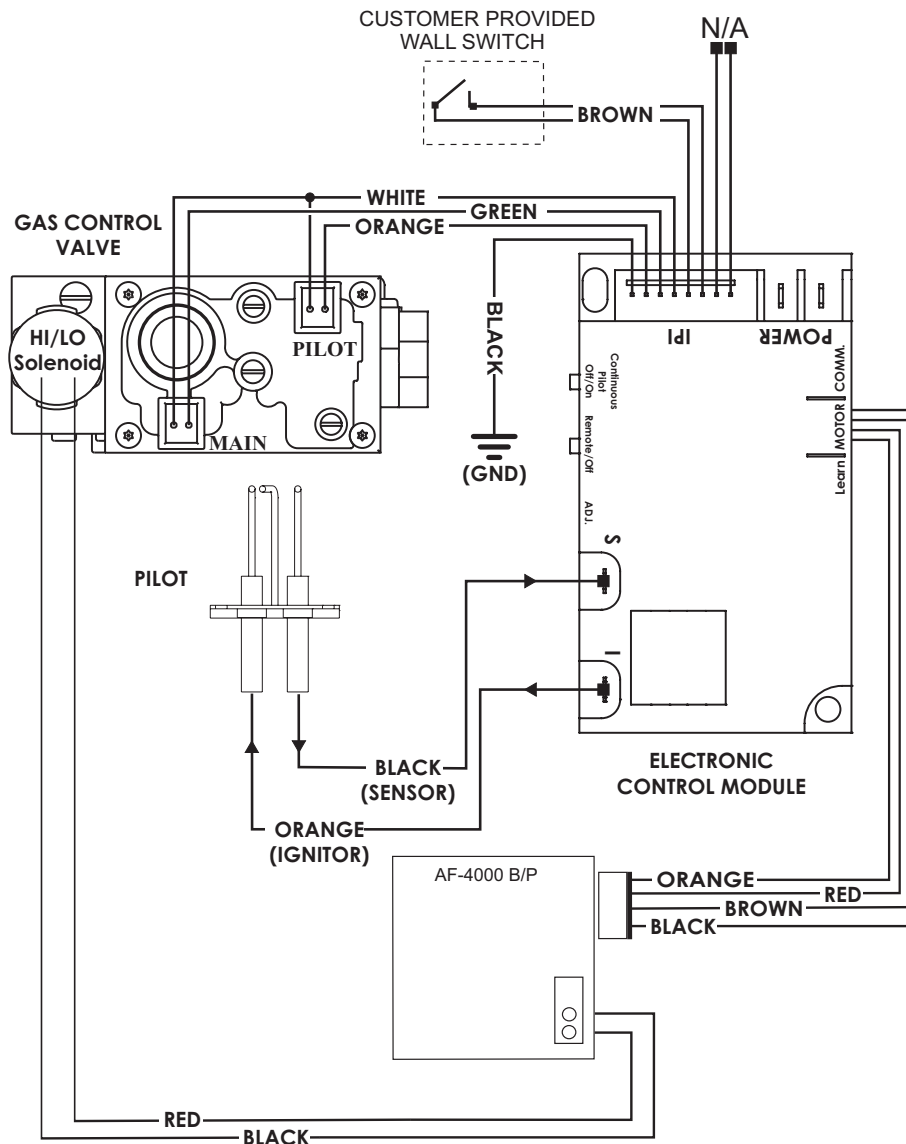 CUSTOMER PROVIDED
WALL SWITCH
N/A
BROWN
WHITE
GREEN
ORANGE
GAS CONTROL
VALVE
HI/LO
Solenoid
PILOT
MAIN
BLACK
(GND)
IPI
POWER
COMM.
MOTOR
Learn
Continuous
Pilot
Off/On
Remote/Off
ADJ.
S
I
PILOT
BLACK
(SENSOR)
ORANGE
(IGNITOR)
ELECTRONIC
CONTROL MODULE
AF-4000 B/P
ORANGE
RED
BROWN
BLACK
RED
BLACK